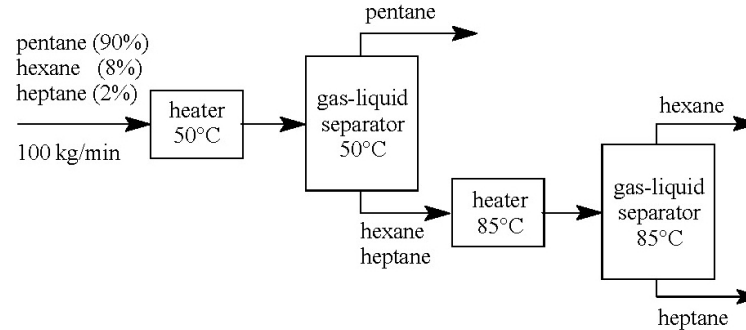 pentane
pentane (90%)
hexane (8%)
heptane (2%)
100 kg/min
heater
50°C
gas-liquid
separator
50°C
hexane
heptane
heater
85°C
hexane
gas-liquid
separator
85°C
heptane